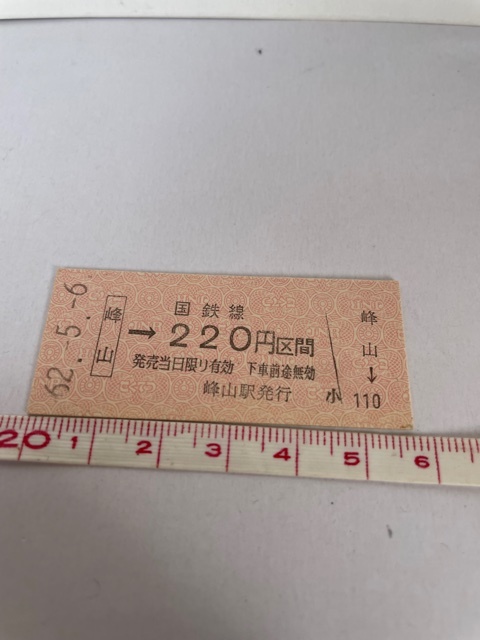 62.-5.-6
峰山
国鉄線
→220円区間
発売当日限り有効 下車前途無効
峰山駅発行
小
峰山↓
110
20 1 2 3 4 5 6